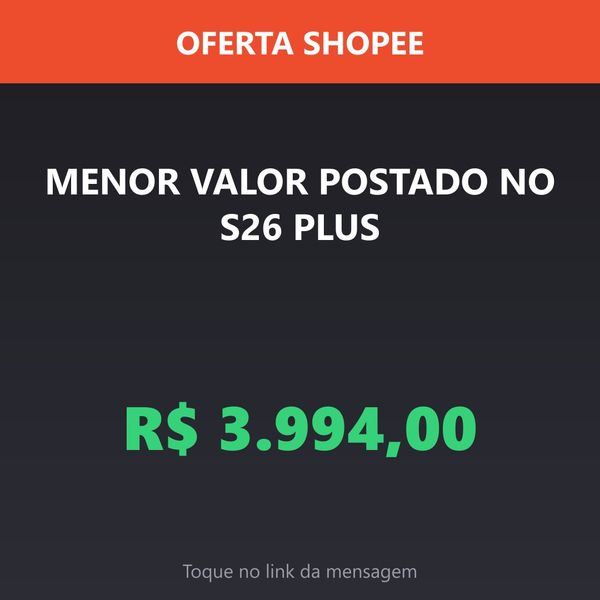 OFERTA SHOPEE
MENOR VALOR POSTADO NO
S26 PLUS
R$ 3.994,00
Toque no link da mensagem